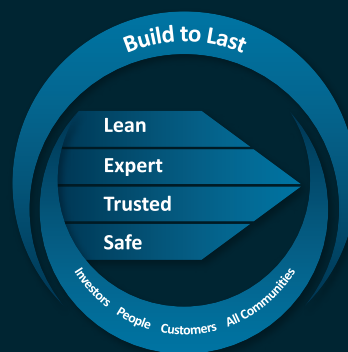 Build to Last
Lean
Expert
Trusted
Safe
Investors People Customers All Communities